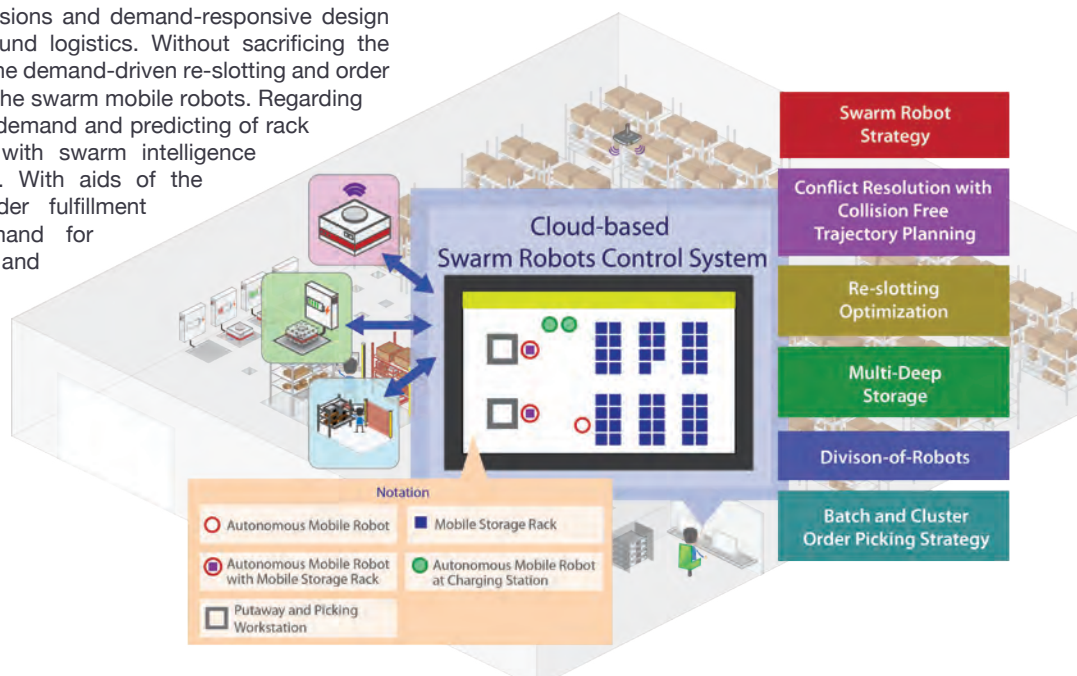 sions and demand-responsive design
und logistics. Without sacrificing the
ne demand-driven re-slotting and order
he swarm mobile robots. Regarding
demand and predicting of rack
with swarm intelligence
. With aids of the
der fulfillment
nand for
and
Cloud-based
Swarm Robots Control System
Swarm Robot
Strategy
Conflict Resolution with
Collision Free
Trajectory Planning
Re-slotting
Optimization
Multi-Deep
Storage
Divison-of-Robots
Batch and Cluster
Order Picking Strategy
Notation
Autonomous Mobile Robot
Mobile Storage Rack
Autonomous Mobile Robot
with Mobile Storage Rack
Autonomous Mobile Robot
at Charging Station
Putaway and Picking
Workstation